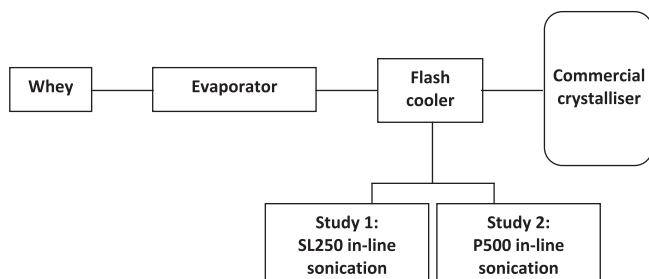 Whey
Evaporator
Flash
cooler
Commercial
crystalliser
Study 1:
SL250 in-line
sonication
Study 2:
P500 in-line
sonication